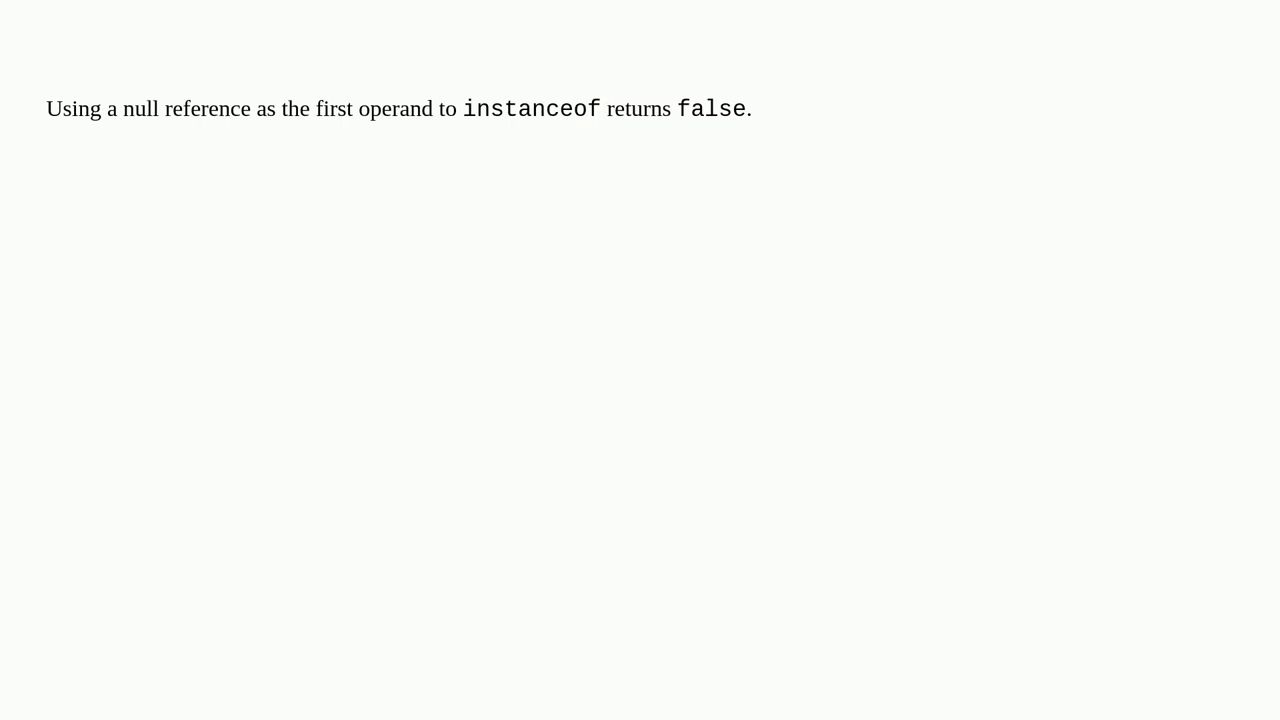 Using a null reference as the first operand to instanceof returns false.